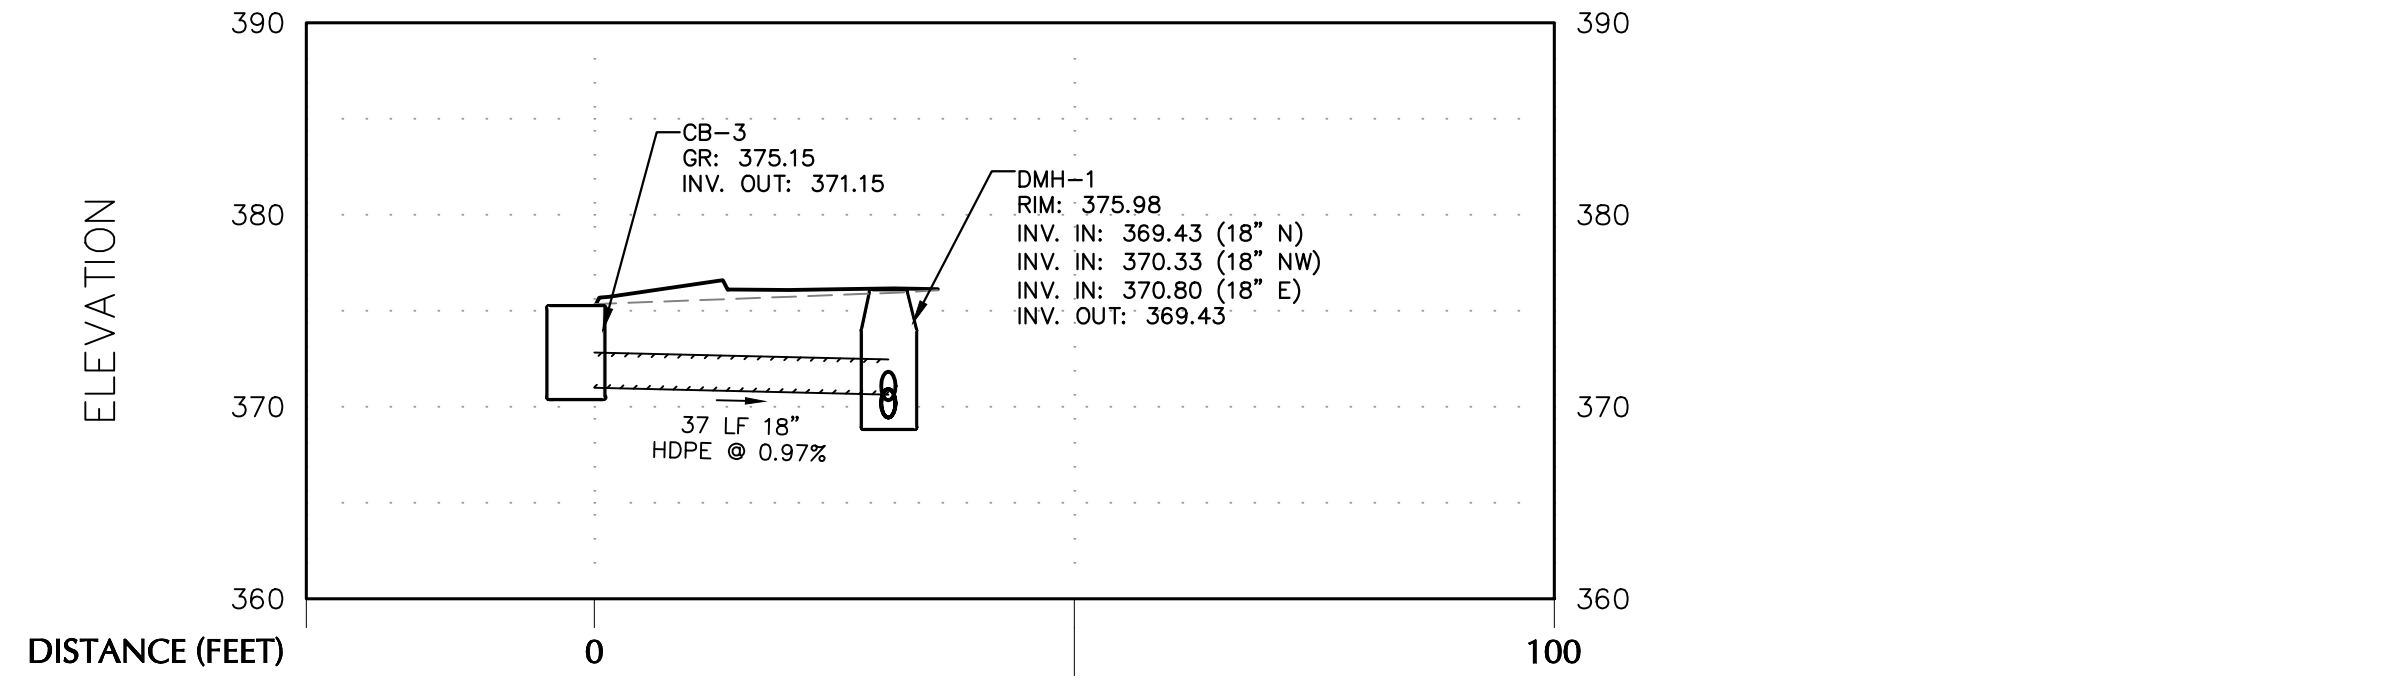 390
390
CB-3
GR: 375.15
INV. OUT: 371.15
DMH-1
RIM: 375.98
INV. IN: 369.43 (18" N)
INV. IN: 370.33 (18" NW)
INV. IN: 370.80 (18" E)
INV. OUT: 369.43
ELEVATION
380
380
370
370
37 LF 18"
HDPE @ 0.97%
360
360
DISTANCE (FEET)
0
100